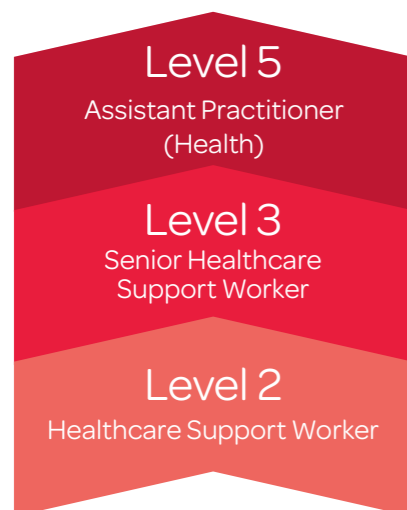 Level 5
Assistant Practitioner
(Health)
Level 3
Senior Healthcare
Support Worker
Level 2
Healthcare Support Worker